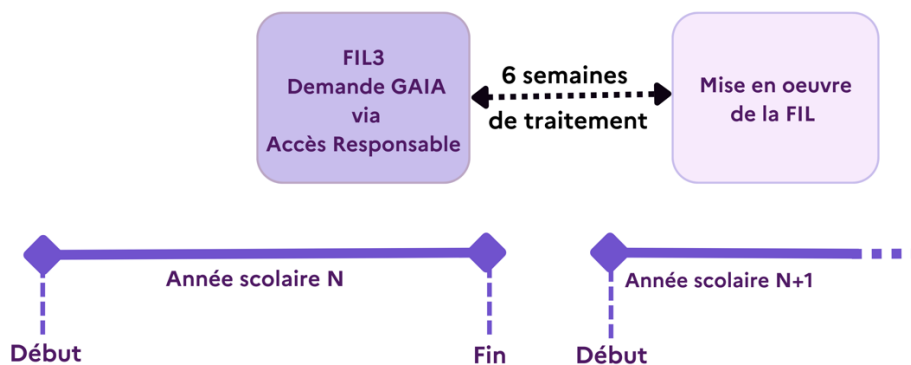 FIL3
Demande GAIA
via
Accès Responsable
6 semaines
de traitement
Mise en oeuvre
de la FIL
Année scolaire N
Année scolaire N+1
Début
Fin
Début